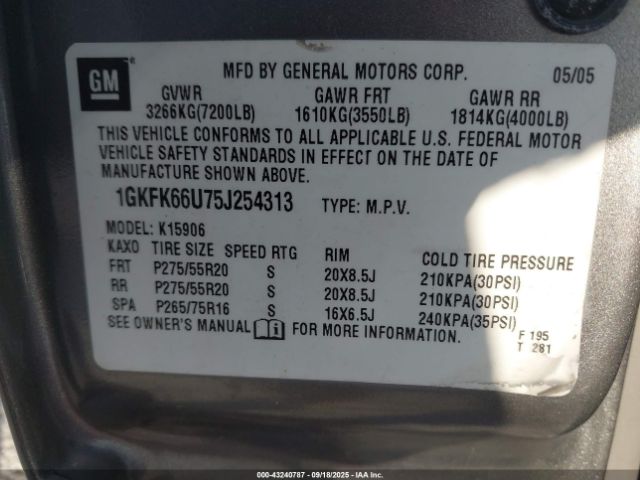 GM
MFD BY GENERAL MOTORS CORP. 05/05
GVWR GAWR FRT GAWR RR
3266KG(7200LB) 1610KG(3550LB) 1814KG(4000LB)
THIS VEHICLE CONFORMS TO ALL APPLICABLE U.S. FEDERAL MOTOR
VEHICLE SAFETY STANDARDS IN EFFECT ON THE DATE OF
MANUFACTURE SHOWN ABOVE.
1GKFK66U75J254313 TYPE: M.P.V.
MODEL: K15906
KAXO TIRE SIZE SPEED RTG RIM COLD TIRE PRESSURE
FRT P275/55R20 S 20X8.5J 210KPA(30PSI)
RR P275/55R20 S 20X8.5J 210KPA(30PSI)
SPA P265/75R16 S 16X6.5J 240KPA(35PSI)
SEE OWNER'S MANUAL i FOR MORE INFORMATION.
F 195
T 281
000-43240787 - 09/18/2025 - IAA Inc.